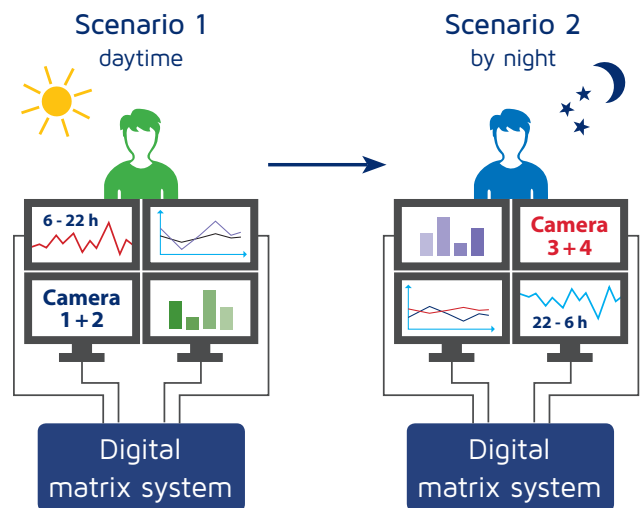 Scenario 1
daytime
6 - 22 h
Camera
1 + 2
Digital
matrix system
Scenario 2
by night
Camera
3 + 4
22 - 6 h
Digital
matrix system